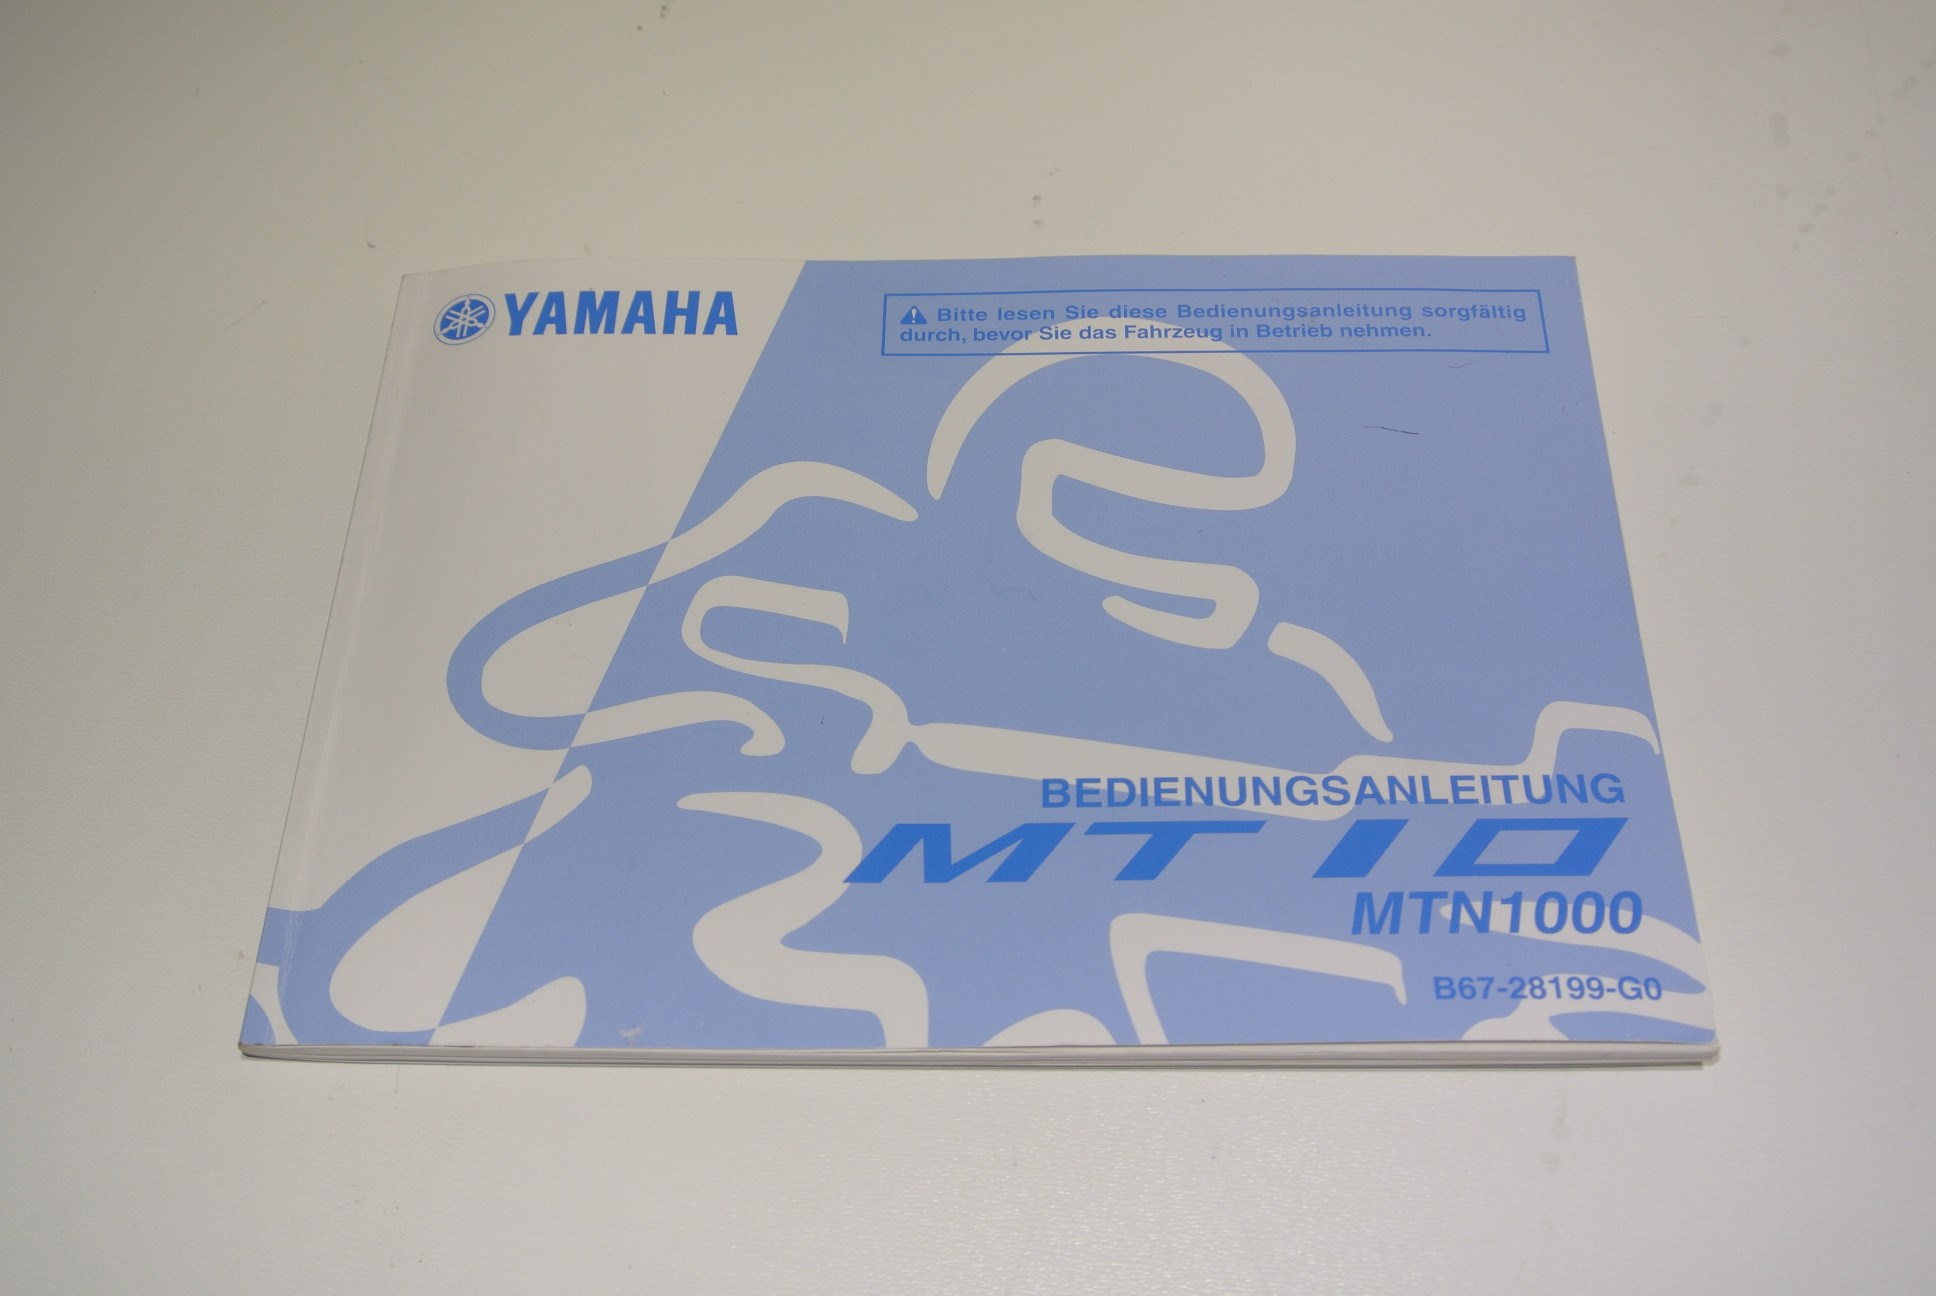 YAMAHA
Bitte lesen Sie diese Bedienungsanleitung sorgfältig
durch, bevor Sie das Fahrzeug in Betrieb nehmen.
BEDIENUNGSANLEITUNG
MT 10
MTN1000
B67-28199-G0